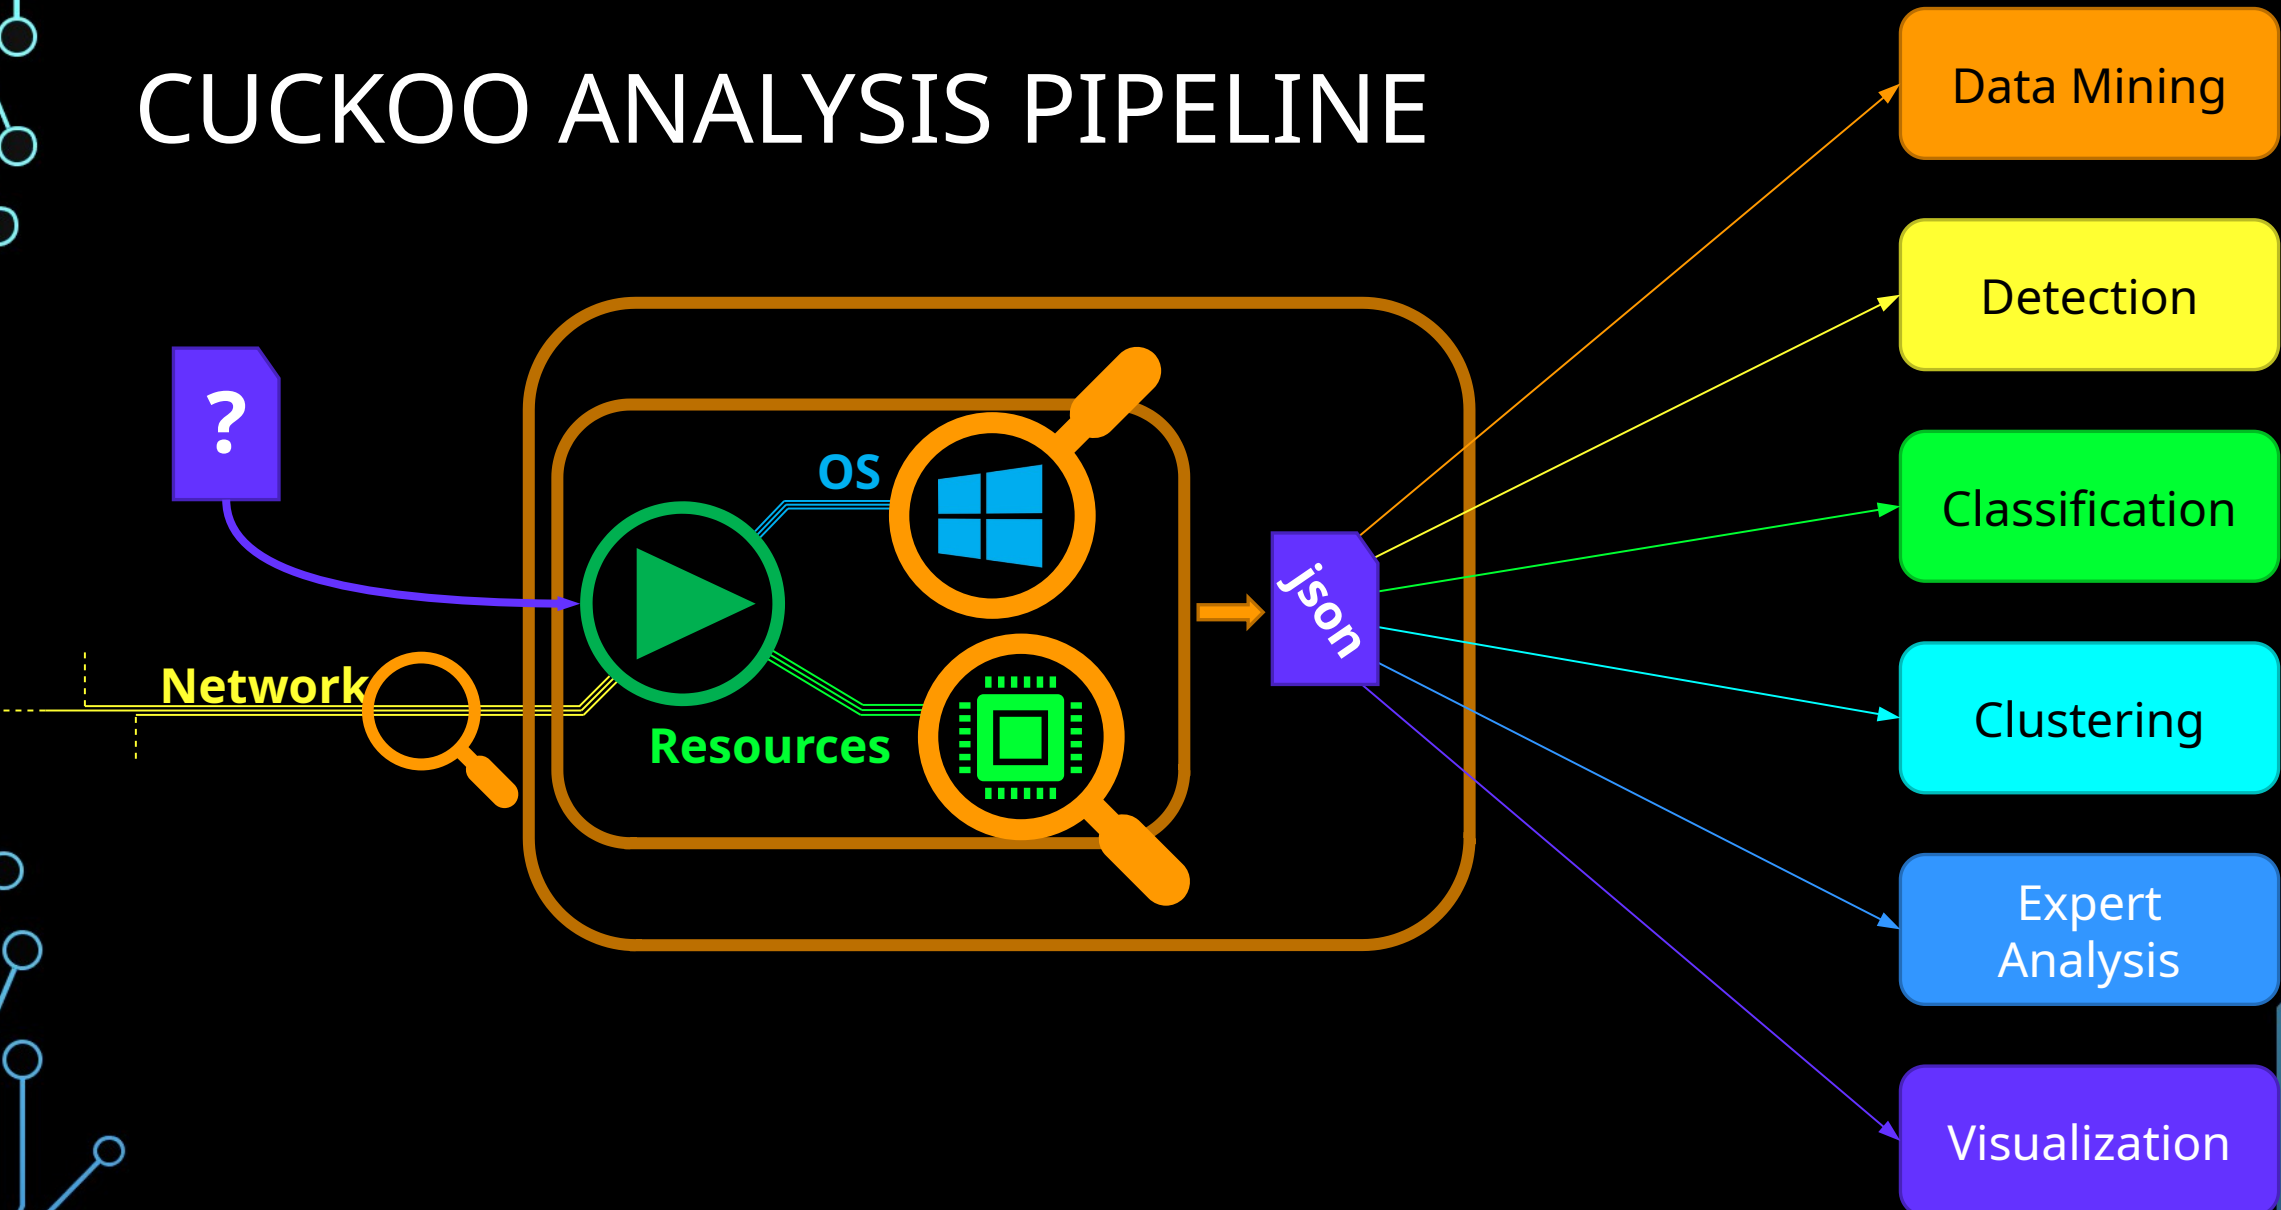 CUCKOO ANALYSIS PIPELINE
?
OS
Network
Resources
json
Data Mining
Detection
Classification
Clustering
Expert
Analysis
Visualization